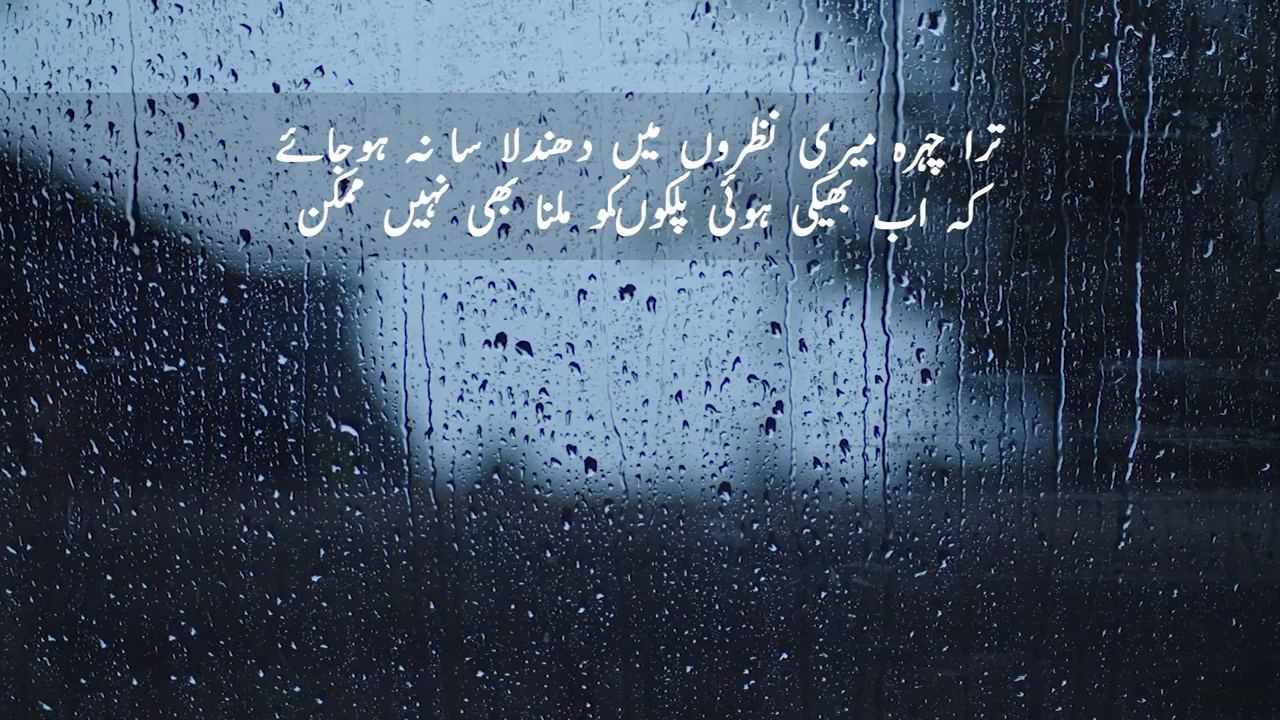 ترا چہرہ میری نظروں میں دھندلا سا نہ ہوجائے
کہ اب بھیگی ہوئی پلکوں کو ملنا بھی نہیں ممکن